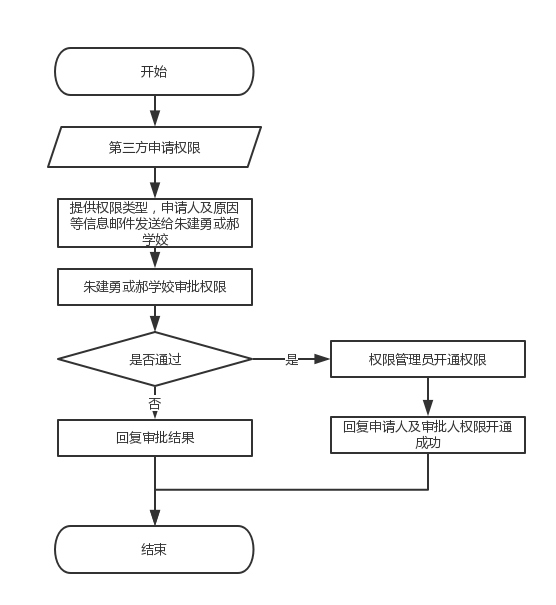 开始
第三方申请权限
提供权限类型，申请人及原因
等信息邮件发送给朱建勇或郝
学姣
朱建勇或郝学姣审批权限
是否通过
是
权限管理员开通权限
否
回复审批结果
回复申请人及审批人权限开通
成功
结束